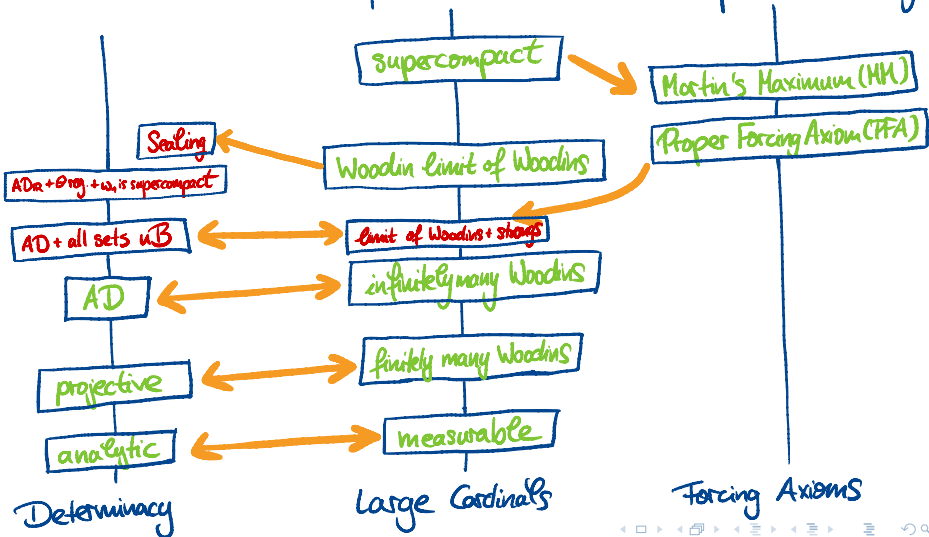 supercompact
Martin's Maximum (MM)
Proper Forcing Axiom (PFA)
Sealing
Woodin limit of Woodins
ADℝ + Θ reg. + ω₁ is supercompact
AD + all sets uB
limit of Woodins + strongs
infinitely many Woodins
AD
finitely many Woodins
projective
measurable
analytic
Determinacy
Large Cardinals
Forcing Axioms